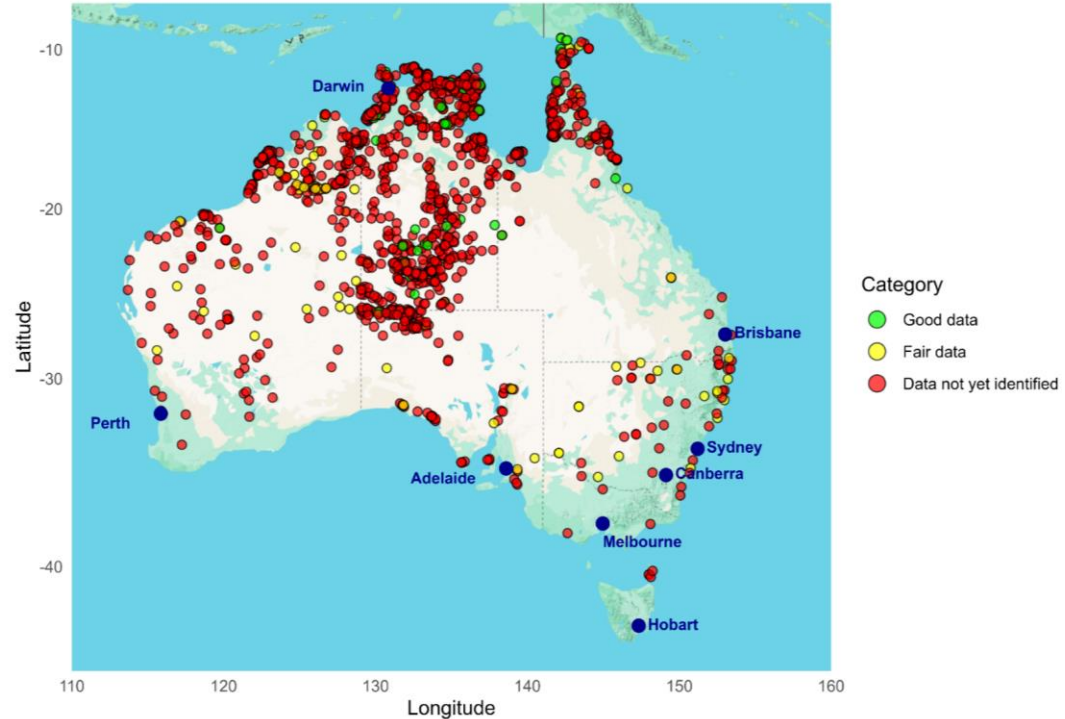 -10
-20
-30
-40
Latitude
Darwin
Brisbane
Perth
Sydney
Adelaide
Canberra
Melbourne
Hobart
110
120
130
140
150
160
Longitude
Category
Good data
Fair data
Data not yet identified